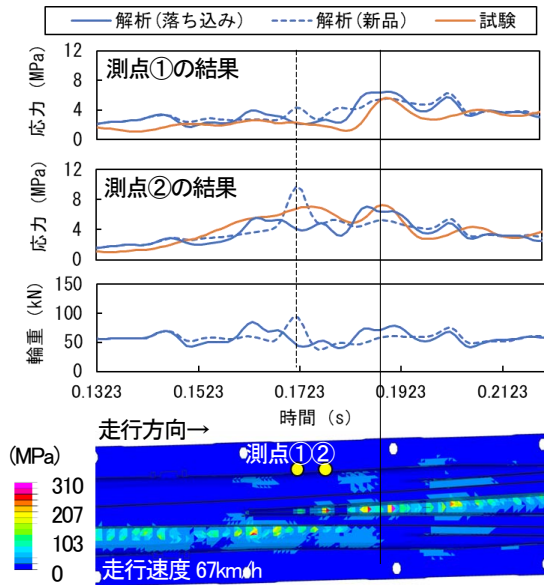 解析(落ち込み) 解析(新品) 試験
応力 (MPa)
12
8
4
0
測点①の結果
応力 (MPa)
12
8
4
0
測点②の結果
輪重 (kN)
150
100
50
0
0.1323 0.1523 0.1723 0.1923 0.2123
時間 (s)
走行方向→
(MPa)
測点①②
310
207
103
0
走行速度 67km/h